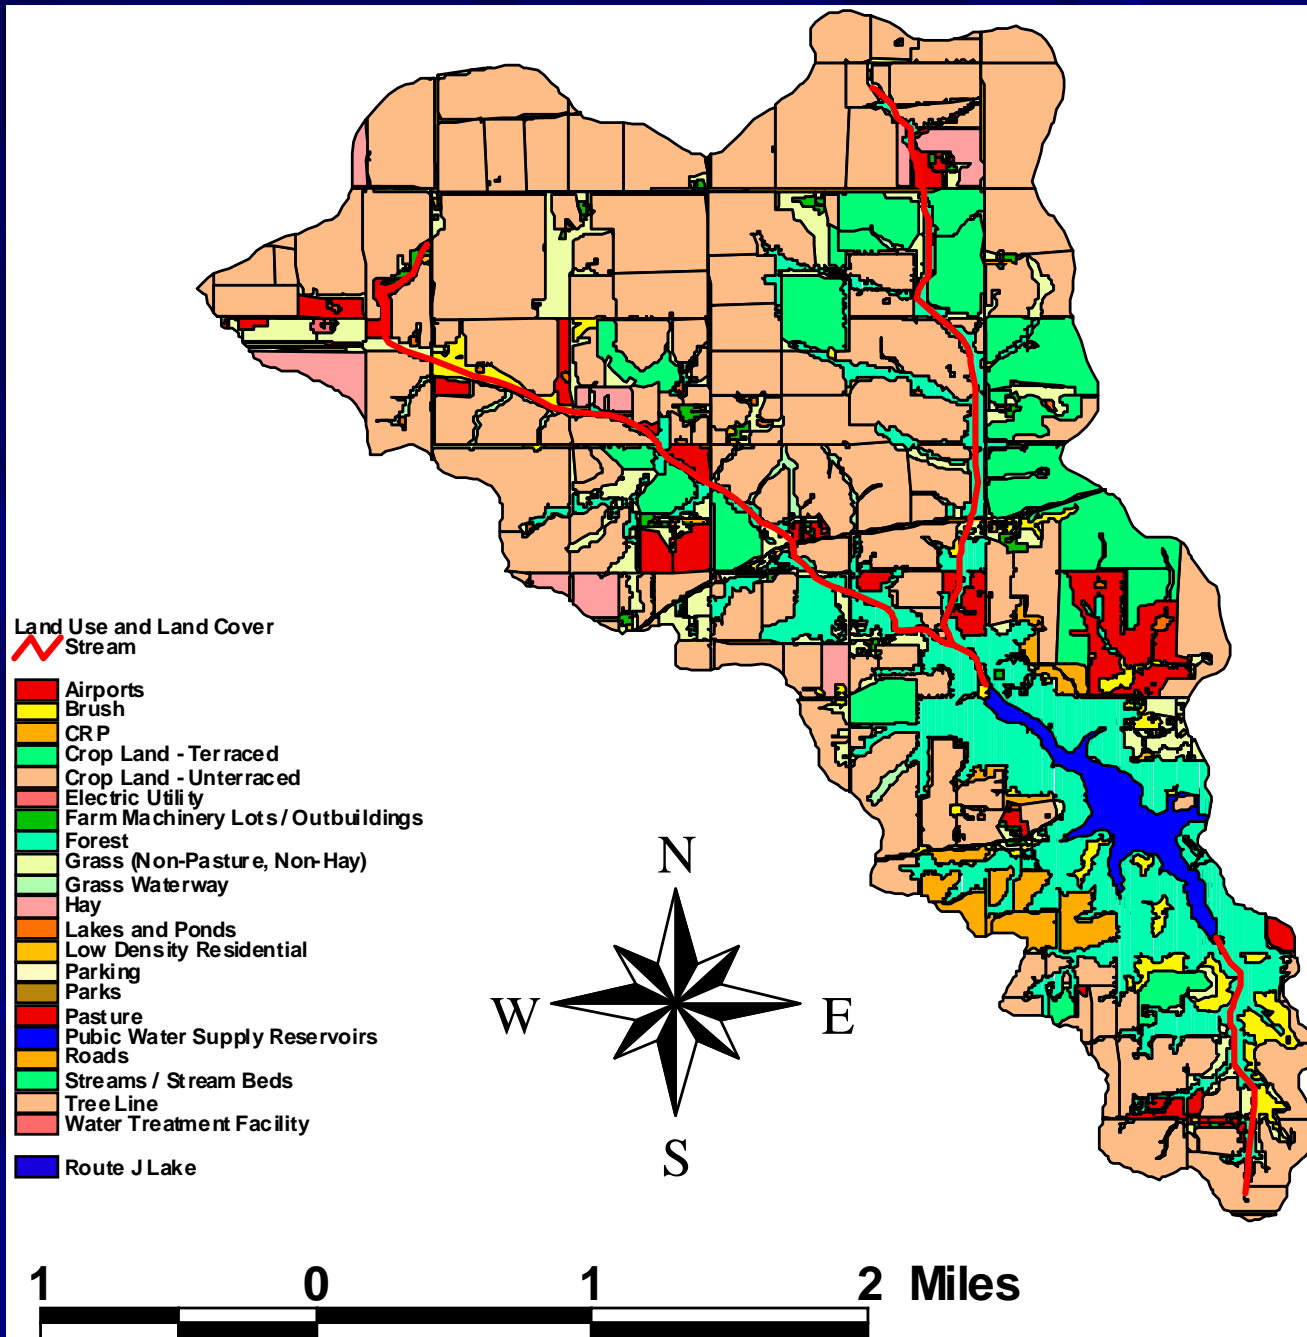 Land Use and Land Cover
Stream
Airports
Brush
CRP
Crop Land - Terraced
Crop Land - Unterraced
Electric Utility
Farm Machinery Lots / Outbuildings
Forest
Grass (Non-Pasture, Non-Hay)
Grass Waterway
Hay
Lakes and Ponds
Low Density Residential
Parking
Parks
Pasture
Pubic Water Supply Reservoirs
Roads
Streams / Stream Beds
Tree Line
Water Treatment Facility
Route J Lake
N
W E
S
1 0 1 2 Miles